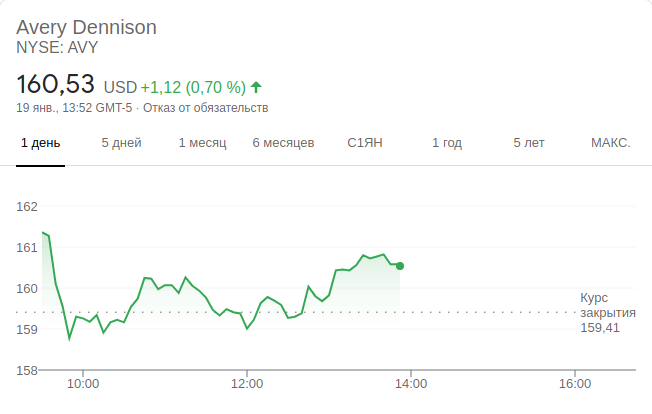 Avery Dennison
NYSE: AVY
160,53 USD +1,12 (0,70 %)
19 янв., 13:52 GMT-5 · Отказ от обязательств
1 день 5 дней 1 месяц 6 месяцев С1ЯН 1 год 5 лет МАКС.
162
161
160
159
158
Курс
закрытия
159,41
10:00 12:00 14:00 16:00